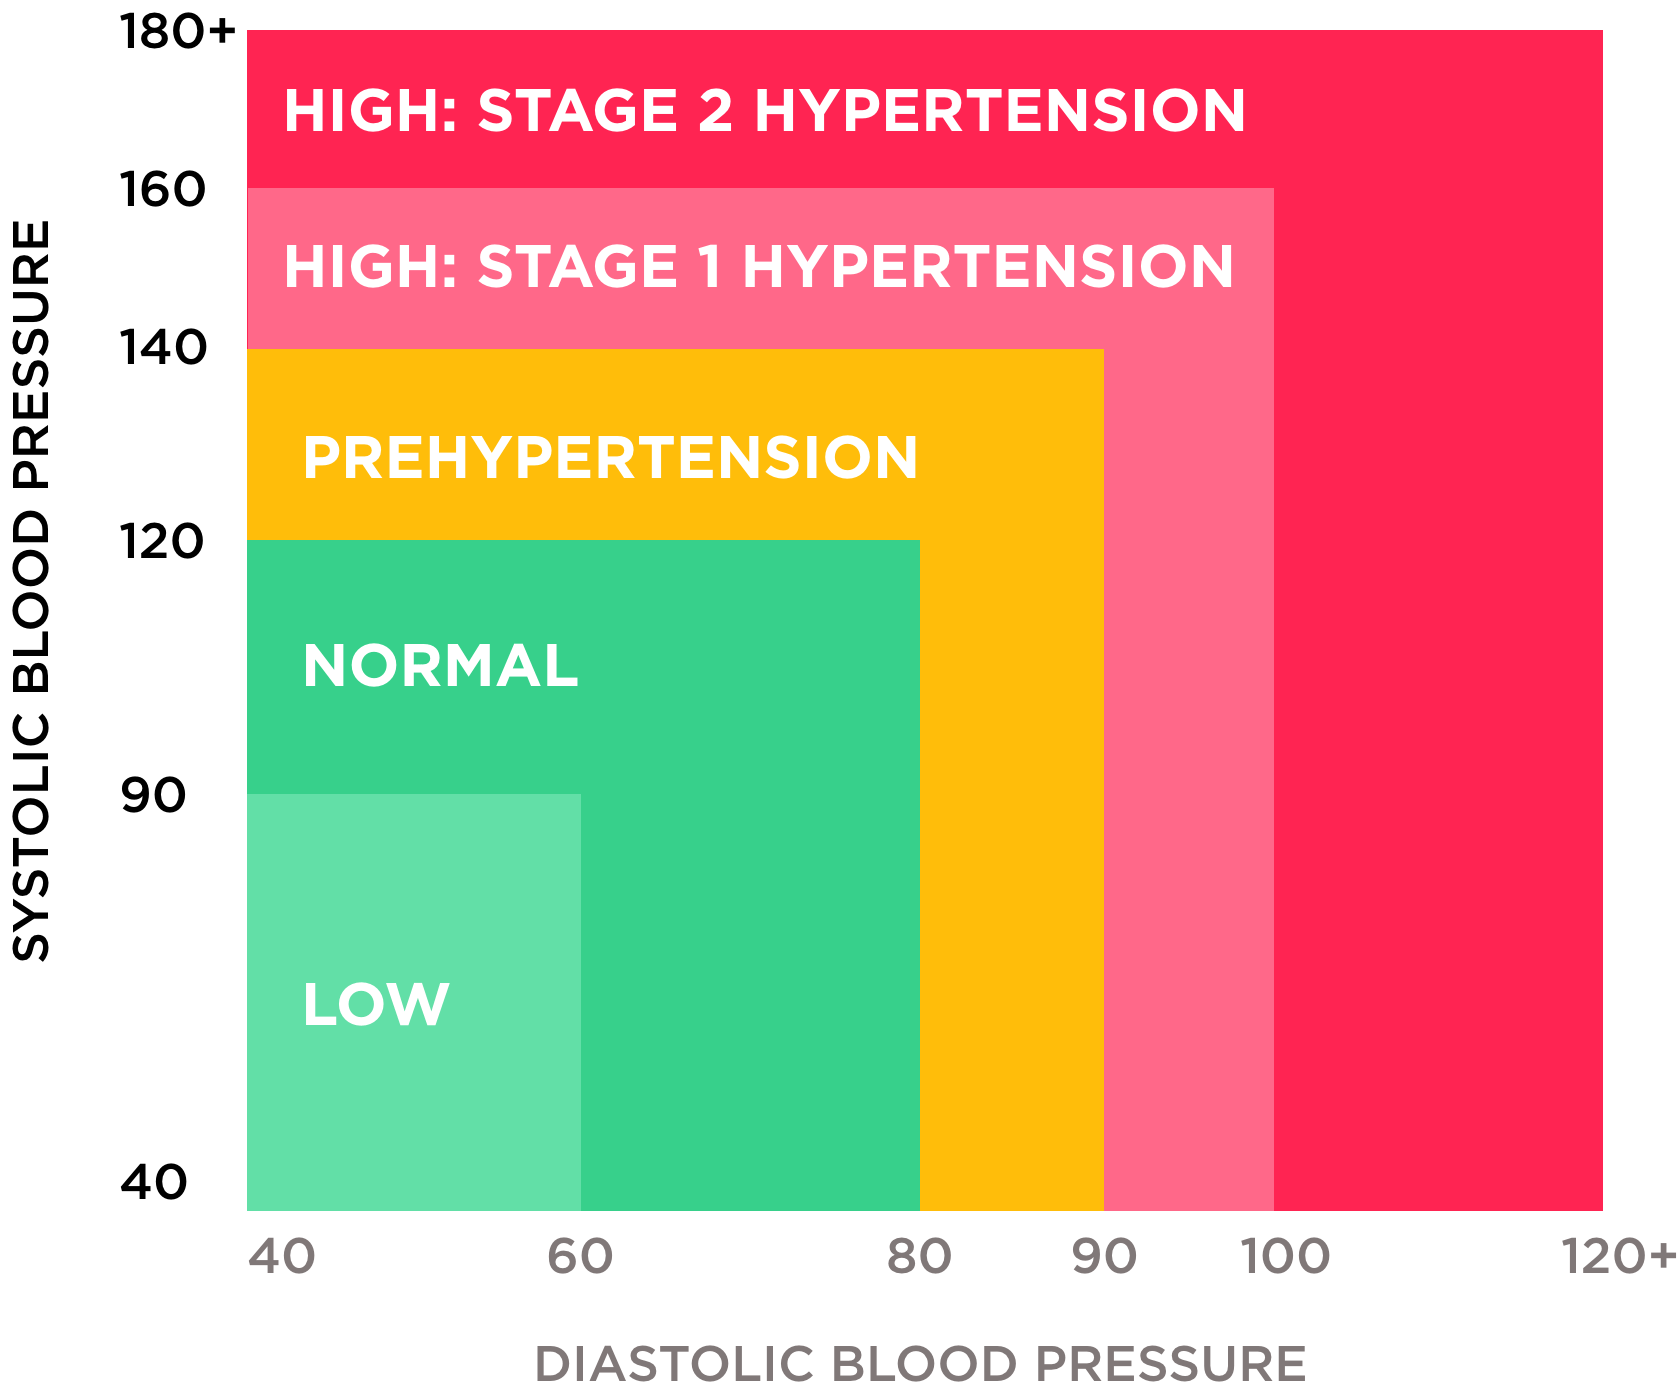 180+
HIGH: STAGE 2 HYPERTENSION
160
HIGH: STAGE 1 HYPERTENSION
140
PREHYPERTENSION
120
NORMAL
90
LOW
40
SYSTOLIC BLOOD PRESSURE
40 60 80 90 100 120+
DIASTOLIC BLOOD PRESSURE